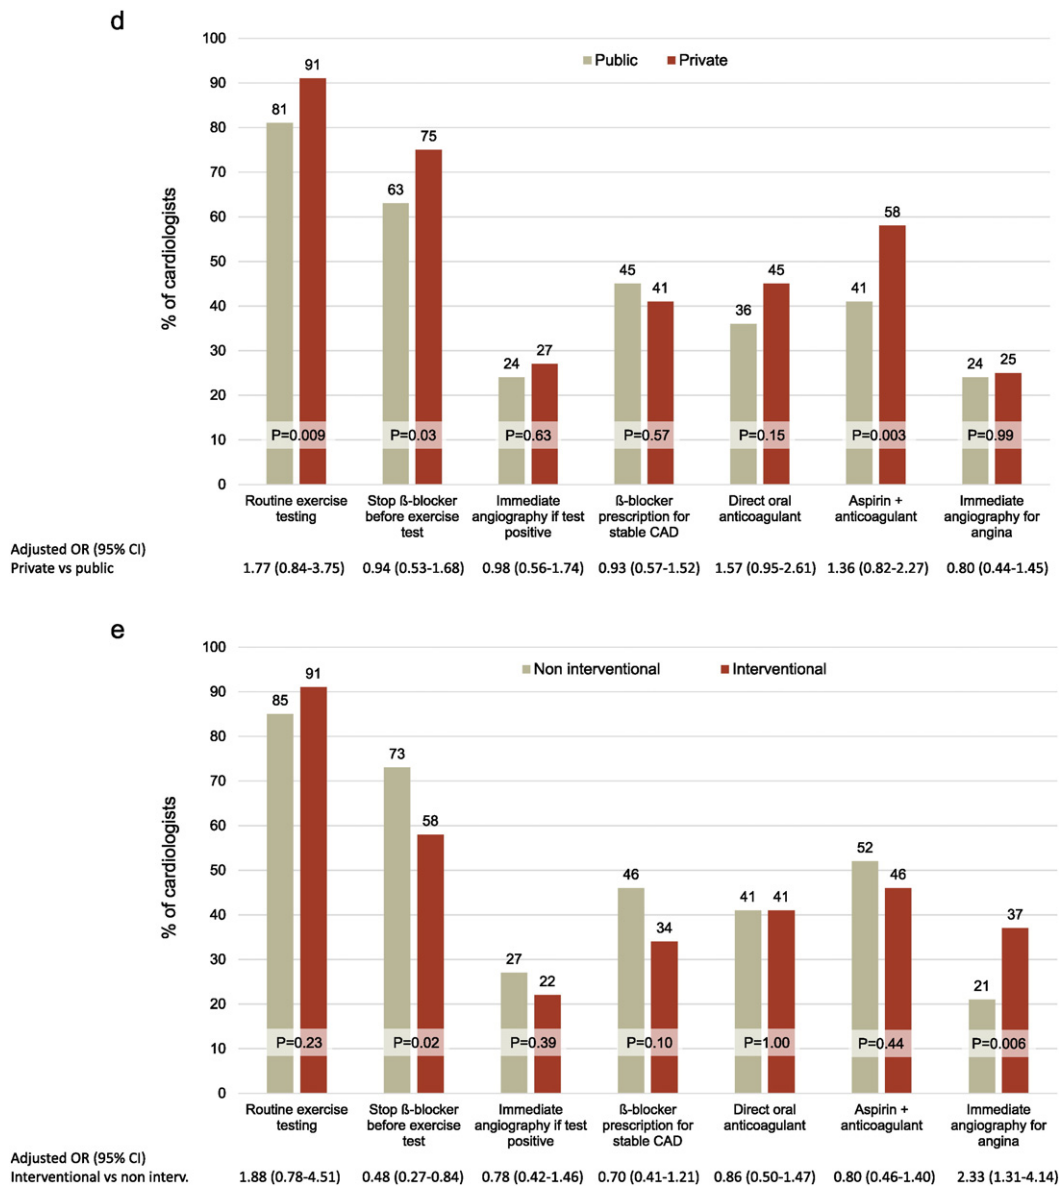 d
100
90
80
70
60
50
40
30
20
10
0
% of cardiologists
Public Private
81 91
63 75
24 27
45 41
36 45
41 58
24 25
P=0.009 P=0.03 P=0.63 P=0.57 P=0.15 P=0.003 P=0.99
Routine exercise
testing
Stop ß-blocker
before exercise
test
Immediate
angiography if test
positive
ß-blocker
prescription for
stable CAD
Direct oral
anticoagulant
Aspirin +
anticoagulant
Immediate
angiography for
angina
Adjusted OR (95% CI)
Private vs public 1.77 (0.84-3.75) 0.94 (0.53-1.68) 0.98 (0.56-1.74) 0.93 (0.57-1.52) 1.57 (0.95-2.61) 1.36 (0.82-2.27) 0.80 (0.44-1.45)
e
100
90
80
70
60
50
40
30
20
10
0
% of cardiologists
Non interventional Interventional
85 91
73 58
27 22
46 34
41 41
52 46
21 37
P=0.23 P=0.02 P=0.39 P=0.10 P=1.00 P=0.44 P=0.006
Routine exercise
testing
Stop ß-blocker
before exercise
test
Immediate
angiography if test
positive
ß-blocker
prescription for
stable CAD
Direct oral
anticoagulant
Aspirin +
anticoagulant
Immediate
angiography for
angina
Adjusted OR (95% CI)
Interventional vs non interv. 1.88 (0.78-4.51) 0.48 (0.27-0.84) 0.78 (0.42-1.46) 0.70 (0.41-1.21) 0.86 (0.50-1.47) 0.80 (0.46-1.40) 2.33 (1.31-4.14)